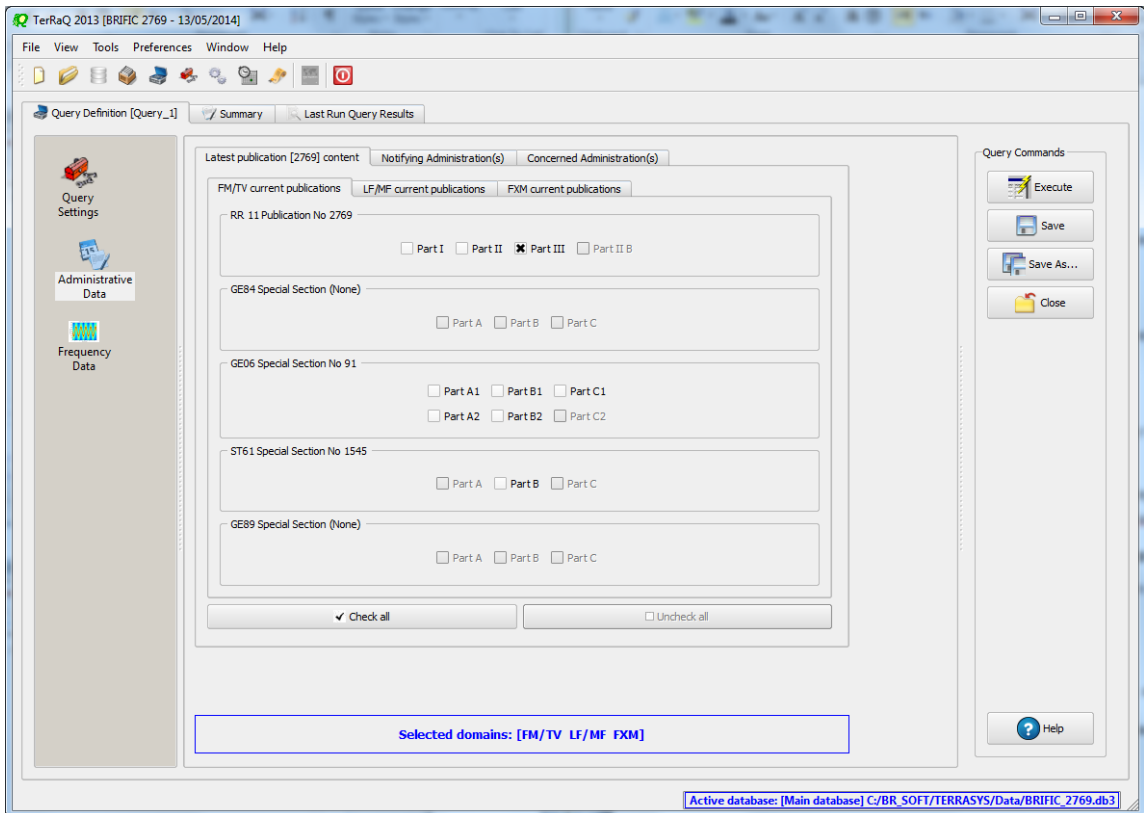 TerRaQ 2013 [BRIFIC 2769 - 13/05/2014]
File View Tools Preferences Window Help
Query Definition [Query_1] Summary Last Run Query Results
Query Settings
Administrative Data
Frequency Data
Latest publication [2769] content Notifying Administration(s) Concerned Administration(s)
FM/TV current publications LF/MF current publications FXM current publications
RR 11 Publication No 2769
Part I Part II Part III Part II B
GE84 Special Section (None)
Part A Part B Part C
GE06 Special Section No 91
Part A1 Part B1 Part C1
Part A2 Part B2 Part C2
ST61 Special Section No 1545
Part A Part B Part C
GE89 Special Section (None)
Part A Part B Part C
Check all Uncheck all
Selected domains: [FM/TV LF/MF FXM]
Query Commands
Execute
Save
Save As...
Close
Help
Active database: [Main database] C:/BR_SOFT/TERRASYS/Data/BRIFIC_2769.db3